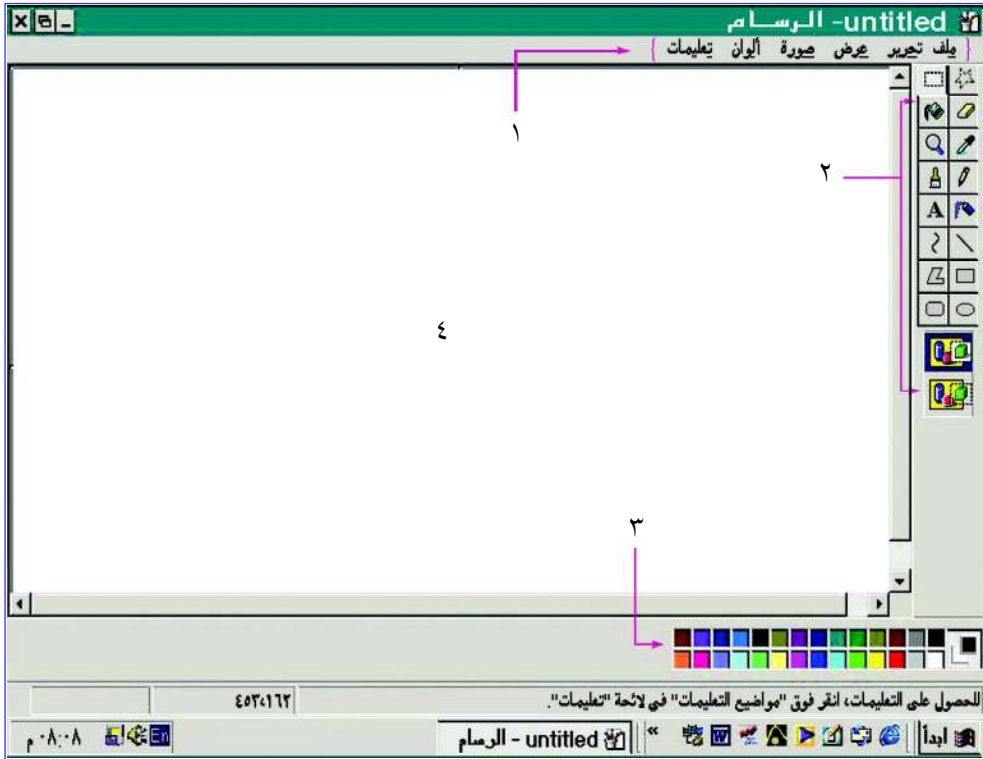 untitled- الرســام
ملف تحرير عرض صورة ألوان تعليمات
١
٢
A
٤
٣
للحصول على التعليمات، انقر فوق "مواضيع التعليمات" في لائحة "تعليمات".
٤٥٣،١٦٢
ابدأ
»
untitled - الرسام
En
٠٨:٠٨ م